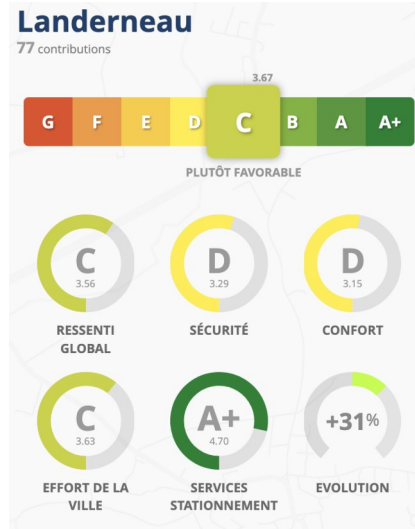 Landerneau
77 contributions
3.67
G F E D C B A A+
PLUTÔT FAVORABLE
C D D
3.56 3.29 3.15
RESSENTI GLOBAL
SÉCURITÉ
CONFORT
C A+ +31%
3.63 4.70
EFFORT DE LA VILLE
SERVICES STATIONNEMENT
EVOLUTION